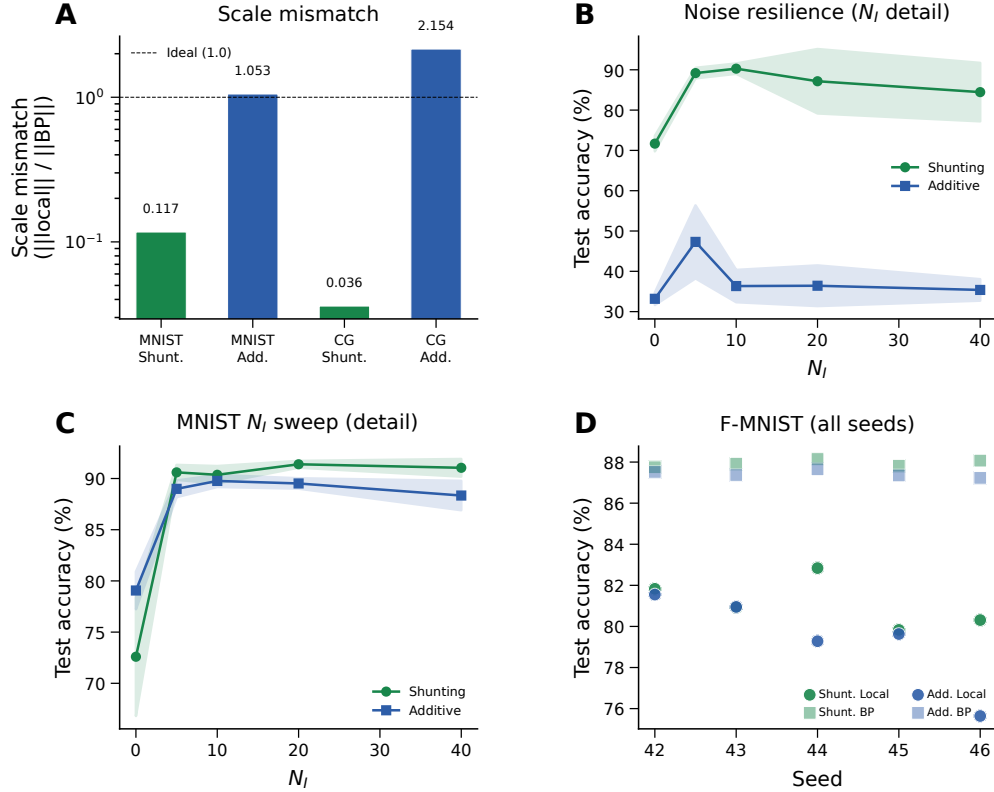 A
Scale mismatch
Scale mismatch
(||local|| / ||BP||)
10⁰
10⁻¹
Ideal (1.0)
0.117
1.053
0.036
2.154
MNIST
Shunt.
MNIST
Add.
CG
Shunt.
CG
Add.
B
Noise resilience (N_I detail)
Test accuracy (%)
90
80
70
60
50
40
30
Shunting
Additive
0 10 20 30 40
N_I
C
MNIST N_I sweep (detail)
Test accuracy (%)
90
85
80
75
70
Shunting
Additive
0 10 20 30 40
N_I
D
F-MNIST (all seeds)
Test accuracy (%)
88
86
84
82
80
78
76
Shunt. Local
Shunt. BP
Add. Local
Add. BP
42 43 44 45 46
Seed